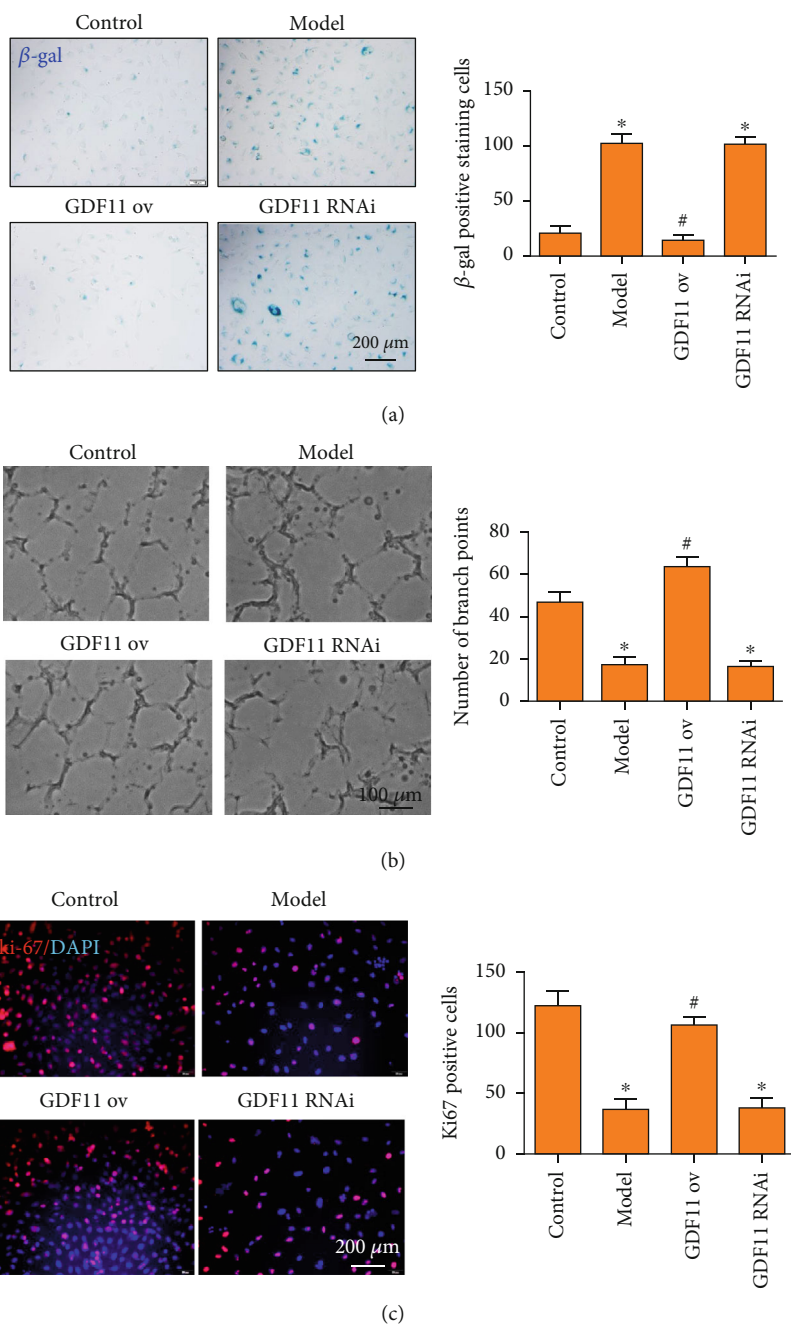 Control
Model
β-gal
GDF11 ov
GDF11 RNAi
200 μm
β-gal positive staining cells
150
100
50
0
*
#
*
Control
Model
GDF11 ov
GDF11 RNAi
(a)
Control
Model
GDF11 ov
GDF11 RNAi
100 μm
Number of branch points
80
60
40
20
0
*
#
*
Control
Model
GDF11 ov
GDF11 RNAi
(b)
Control
Model
ki-67/DAPI
GDF11 ov
GDF11 RNAi
200 μm
Ki67 positive cells
150
100
50
0
*
#
*
Control
Model
GDF11 ov
GDF11 RNAi
(c)